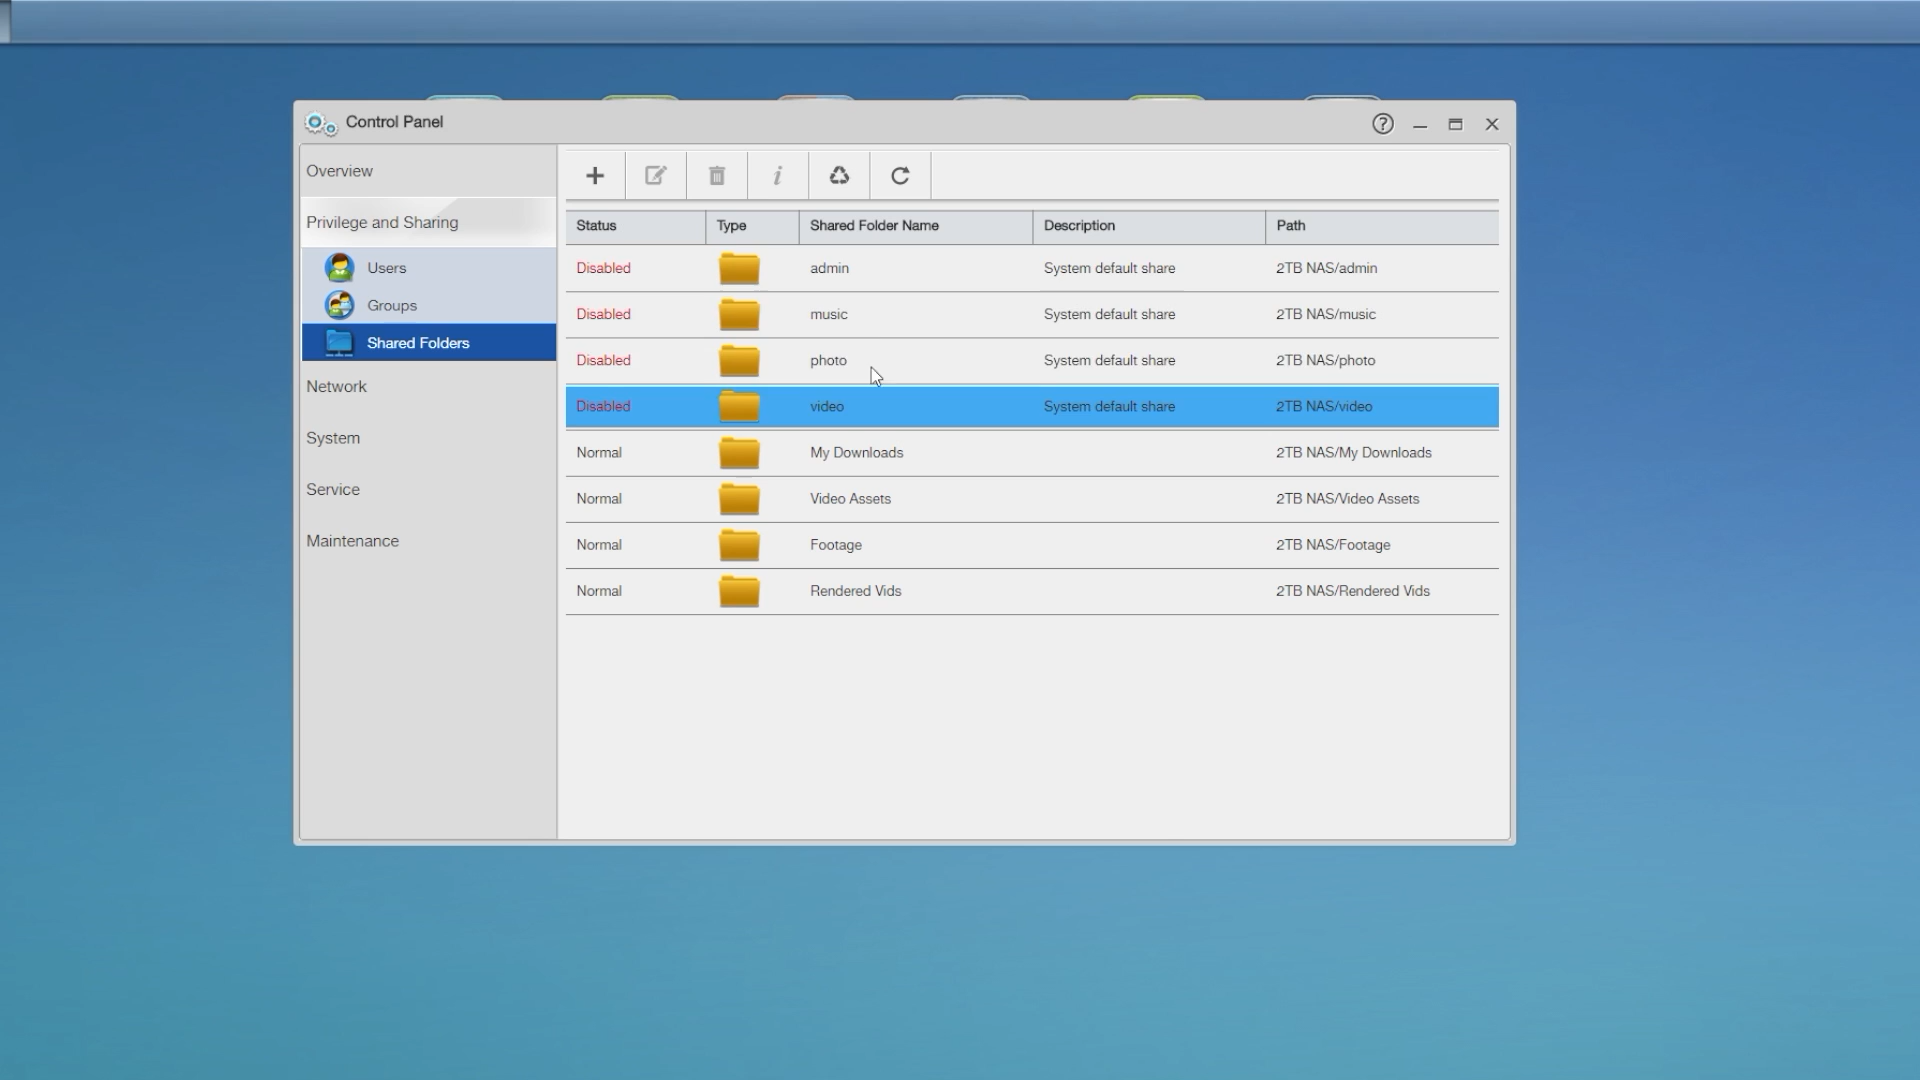 Control Panel
Overview
Privilege and Sharing
Users
Groups
Shared Folders
Network
System
Service
Maintenance
Status Type Shared Folder Name Description Path
Disabled admin System default share 2TB NAS/admin
Disabled music System default share 2TB NAS/music
Disabled photo System default share 2TB NAS/photo
Disabled video System default share 2TB NAS/video
Normal My Downloads 2TB NAS/My Downloads
Normal Video Assets 2TB NAS/Video Assets
Normal Footage 2TB NAS/Footage
Normal Rendered Vids 2TB NAS/Rendered Vids